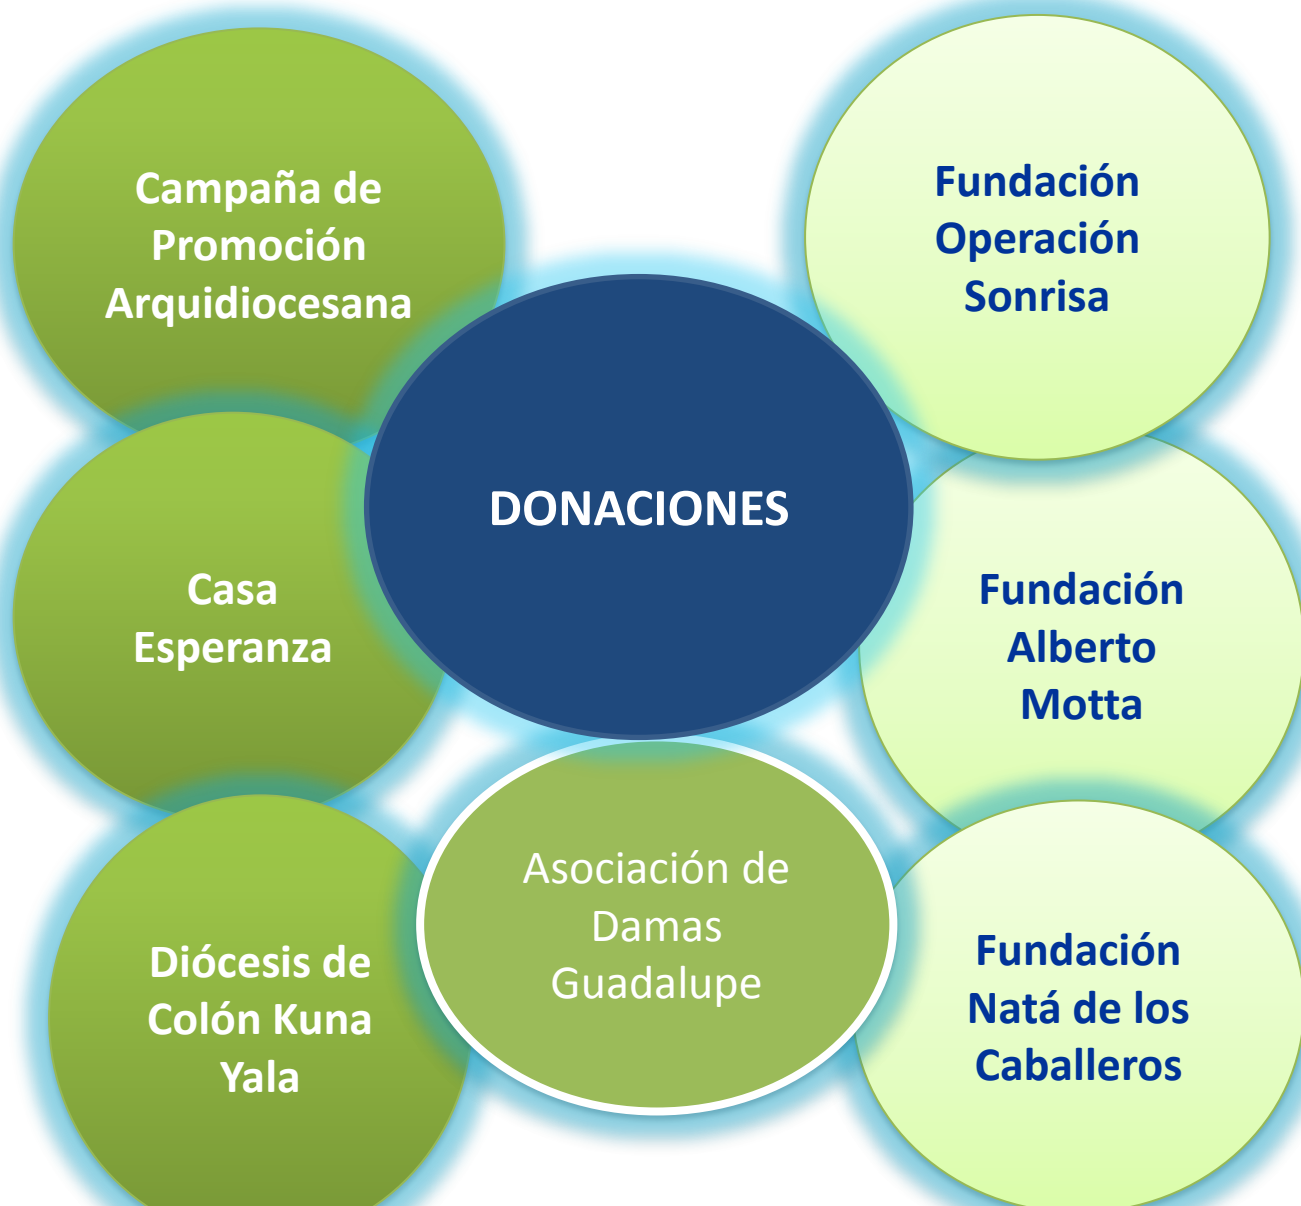 Campaña de
Promoción
Arquidiocesana
Fundación
Operación
Sonrisa
DONACIONES
Casa
Esperanza
Fundación
Alberto
Motta
Asociación de
Damas
Guadalupe
Diócesis de
Colón Kuna
Yala
Fundación
Natá de los
Caballeros